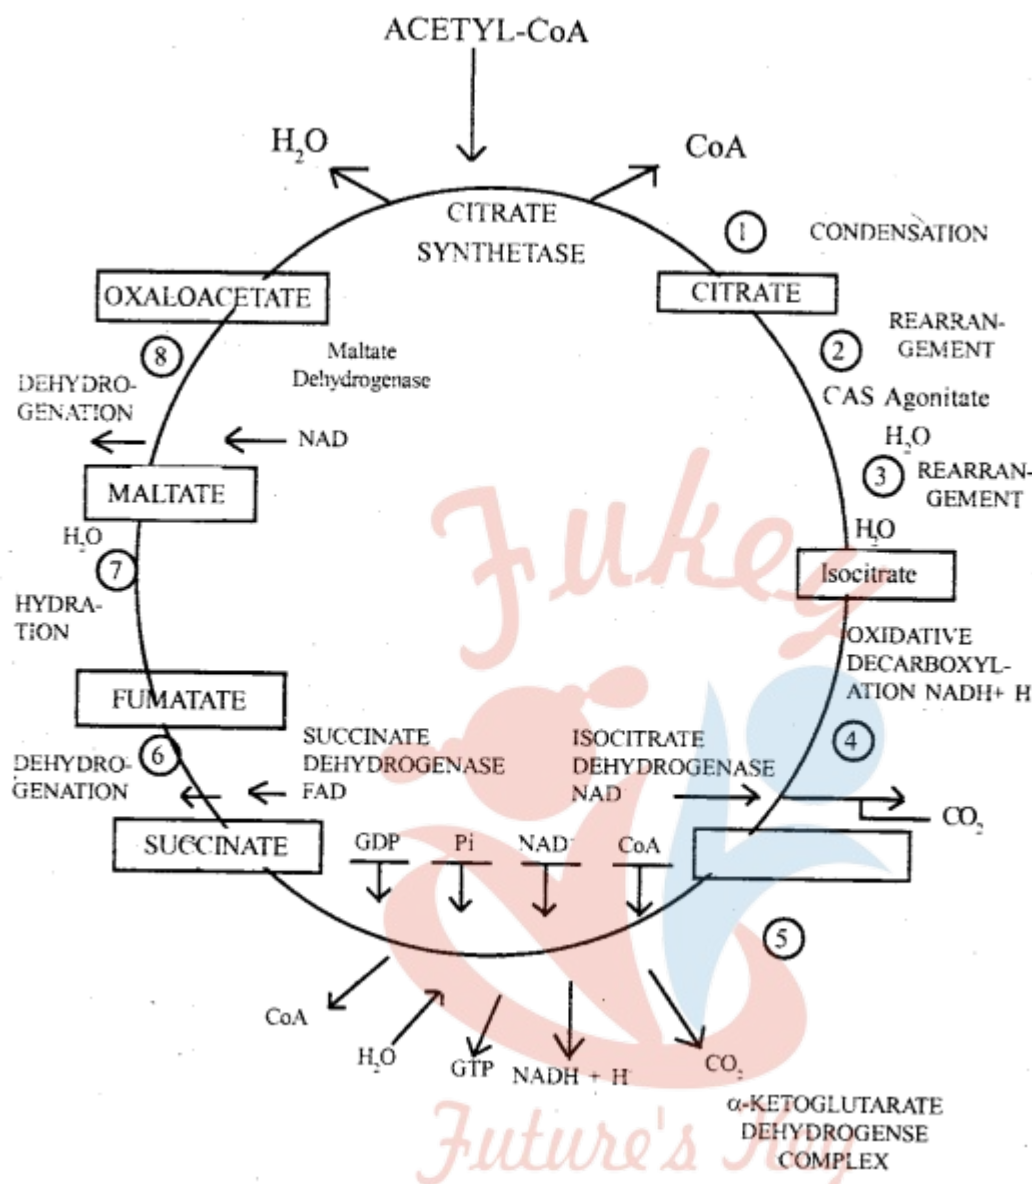 ACETYL-CoA
H₂O
CoA
CITRATE
SYNTHETASE
1
CONDENSATION
OXALOACETATE
CITRATE
8
Maltate
Dehydrogenase
2
REARRAN-
GEMENT
DEHYDRO-
GENATION
CAS Agonitate
NAD
H₂O
3
REARRAN-
GEMENT
MALTATE
H₂O
7
H₂O
Isocitrate
HYDRA-
TION
OXIDATIVE
DECARBOXYL-
ATION NADH+ H
FUMATATE
6
DEHYDRO-
GENATION
SUCCINATE
DEHYDROGENASE
FAD
ISOCITRATE
DEHYDROGENASE
NAD
4
CO₂
SUCCINATE
GDP
Pi
NAD
CoA
5
CoA
H₂O
GTP
NADH + H
CO₂
α-KETOGLUTARATE
DEHYDROGENSE
COMPLEX
Fukey
Future's Key